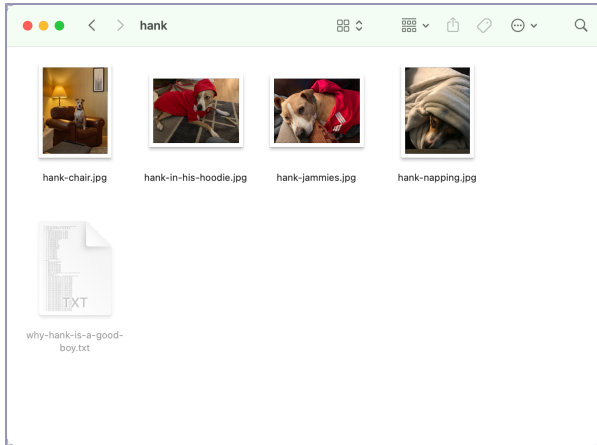 hank
hank-chair.jpg
hank-in-his-hoodie.jpg
hank-jammies.jpg
hank-napping.jpg
TXT
why-hank-is-a-good-
boy.txt